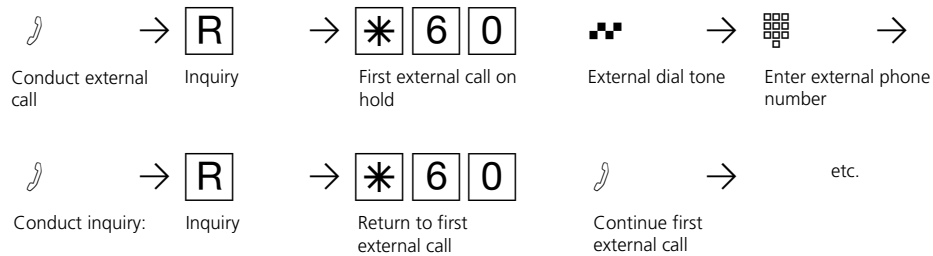 R * 6 0
Conduct external call Inquiry First external call on hold External dial tone Enter external phone number
R * 6 0 etc.
Conduct inquiry: Inquiry Return to first external call Continue first external call